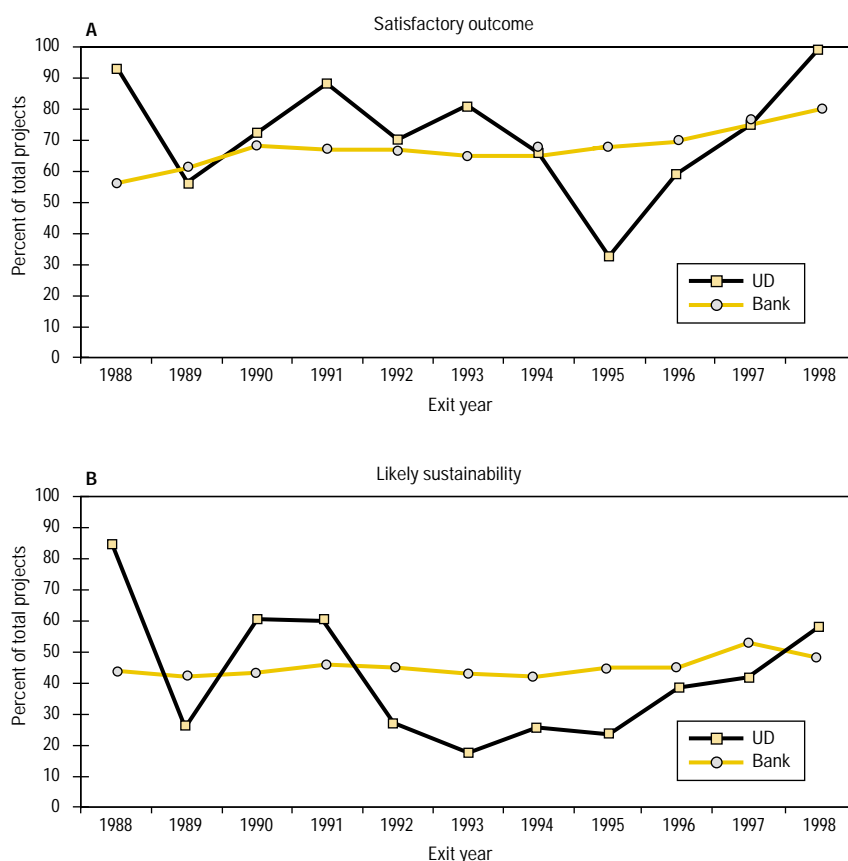 A
Satisfactory outcome
Percent of total projects
100
90
80
70
60
50
40
30
20
10
0
UD
Bank
1988 1989 1990 1991 1992 1993 1994 1995 1996 1997 1998
Exit year
B
Likely sustainability
Percent of total projects
100
90
80
70
60
50
40
30
20
10
0
UD
Bank
1988 1989 1990 1991 1992 1993 1994 1995 1996 1997 1998
Exit year